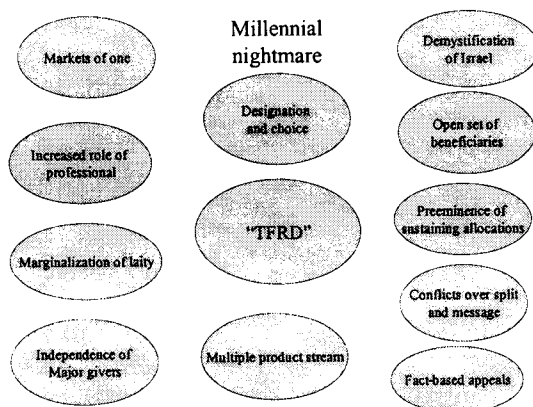 Millennial
nightmare
Markets of one
Increased role of
professional
Marginalization of laity
Independence of
Major givers
Designation
and choice
"TFRD"
Multiple product stream
Demystification
of Israel
Open set of
beneficiaries
Preeminence of
sustaining allocations
Conflicts over split
and message
Fact-based appeals